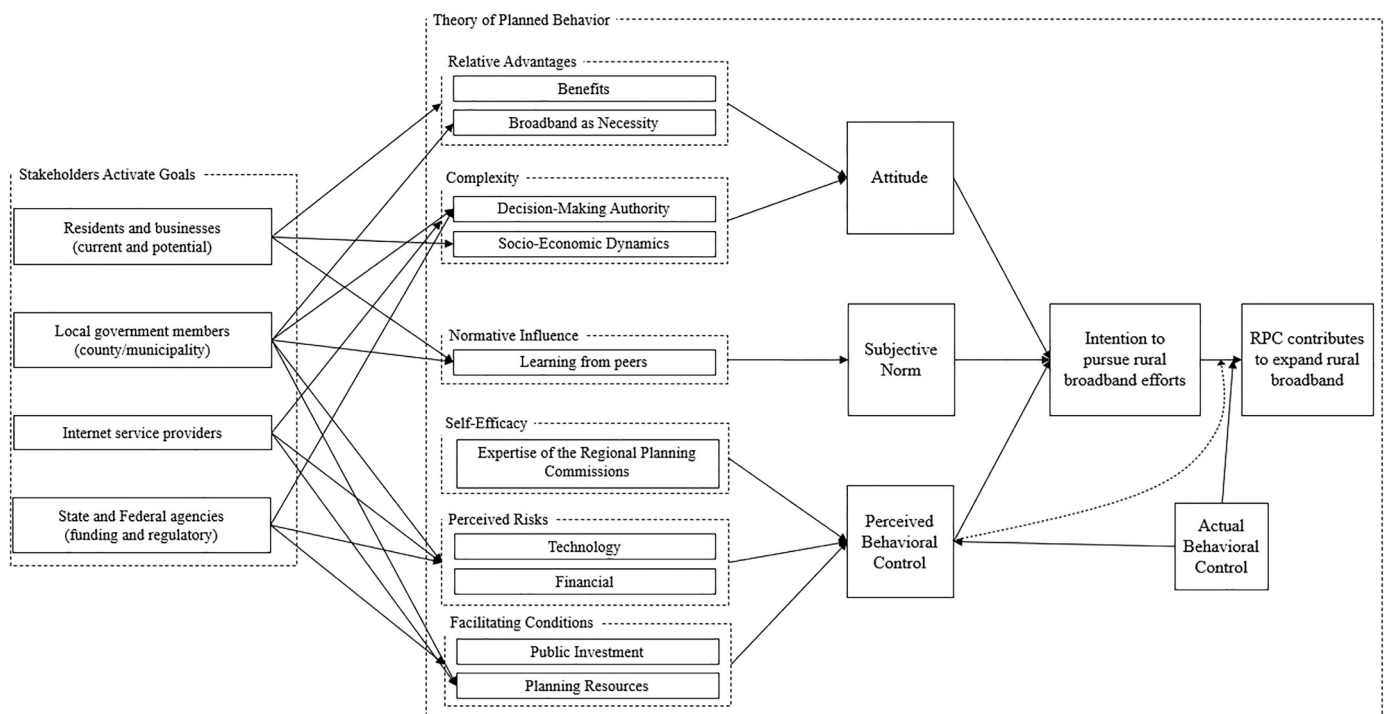 Theory of Planned Behavior
Relative Advantages
Benefits
Broadband as Necessity
Stakeholders Activate Goals
Residents and businesses
(current and potential)
Local government members
(county/municipality)
Internet service providers
State and Federal agencies
(funding and regulatory)
Complexity
Decision-Making Authority
Socio-Economic Dynamics
Normative Influence
Learning from peers
Self-Efficacy
Expertise of the Regional Planning
Commissions
Perceived Risks
Technology
Financial
Facilitating Conditions
Public Investment
Planning Resources
Attitude
Subjective
Norm
Perceived
Behavioral
Control
Intention to
pursue rural
broadband efforts
RPC contributes
to expand rural
broadband
Actual
Behavioral
Control